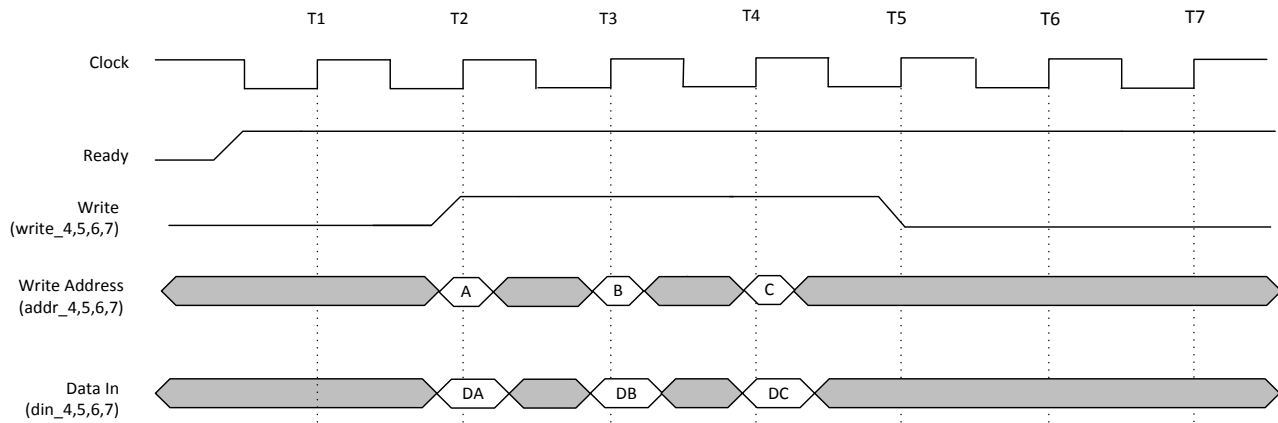 T1 T2 T3 T4 T5 T6 T7
Clock
Ready
Write
(write_4,5,6,7)
Write Address
(addr_4,5,6,7)
A B C
Data In
(din_4,5,6,7)
DA DB DC